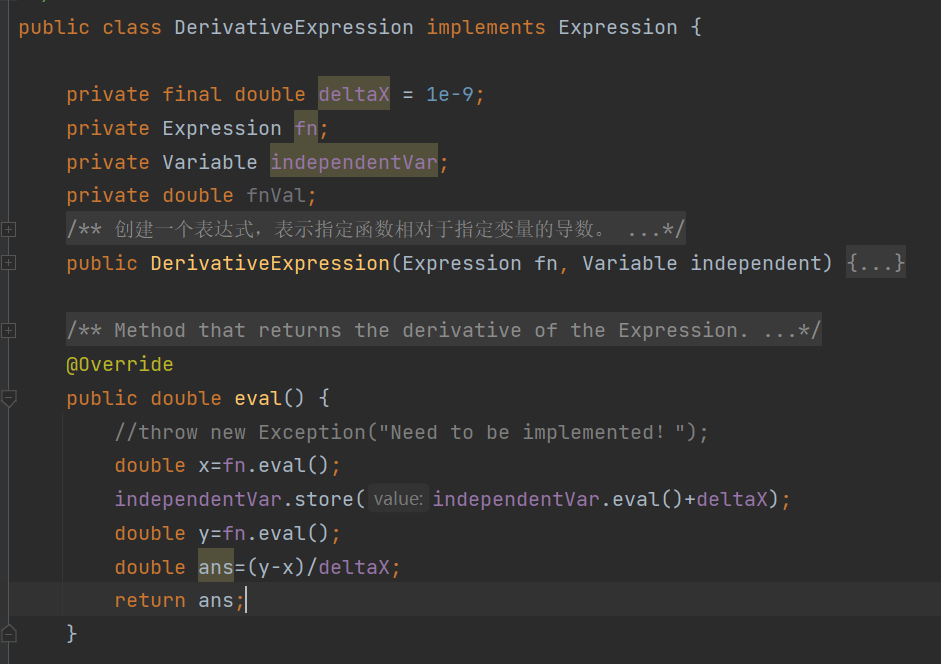 public class DerivativeExpression implements Expression {
private final double deltaX = 1e-9;
private Expression fn;
private Variable independentVar;
private double fnVal;
/** 创建一个表达式，表示指定函数相对于指定变量的导数。 ...*/
public DerivativeExpression(Expression fn, Variable independent) {...}
/** Method that returns the derivative of the Expression. ...*/
@Override
public double eval() {
//throw new Exception("Need to be implemented！");
double x=fn.eval();
independentVar.store( value: independentVar.eval()+deltaX);
double y=fn.eval();
double ans=(y-x)/deltaX;
return ans;
}